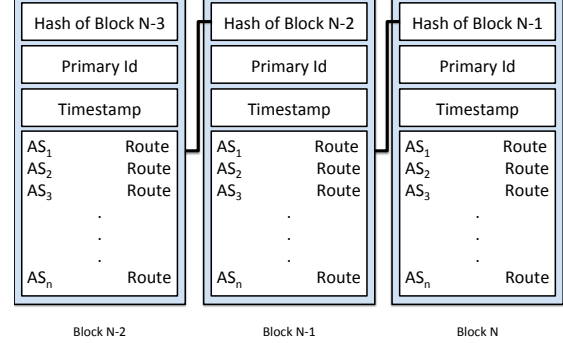 Hash of Block N-3
Primary Id
Timestamp
AS₁ Route
AS₂ Route
AS₃ Route
.
.
.
ASₙ Route
Block N-2
Hash of Block N-2
Primary Id
Timestamp
AS₁ Route
AS₂ Route
AS₃ Route
.
.
.
ASₙ Route
Block N-1
Hash of Block N-1
Primary Id
Timestamp
AS₁ Route
AS₂ Route
AS₃ Route
.
.
.
ASₙ Route
Block N